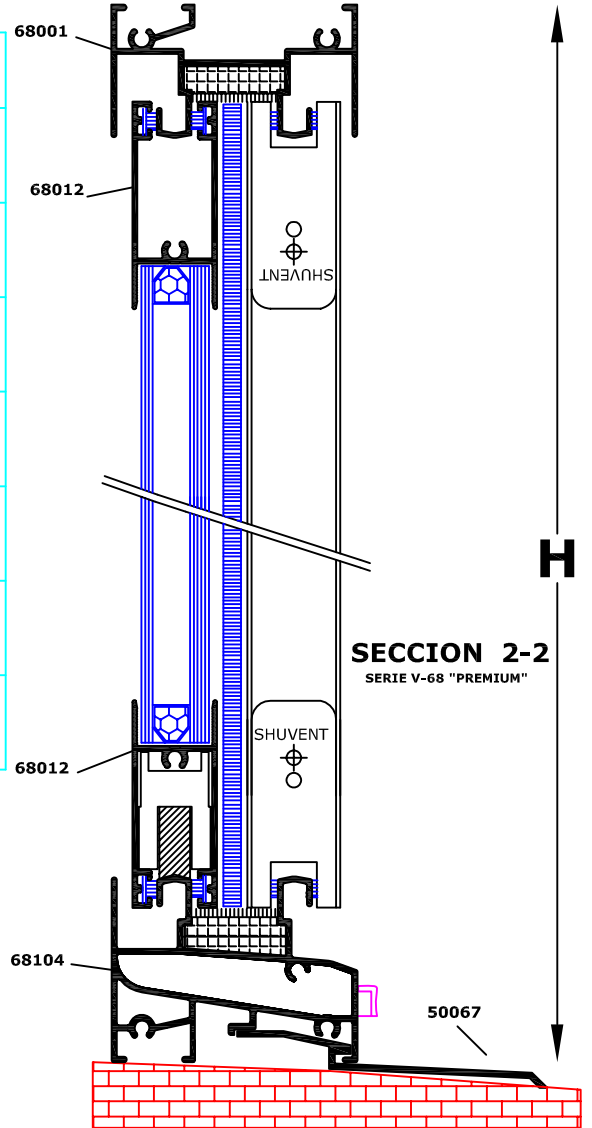 68001
68012
SHUVENT
H
SECCION 2-2
SERIE V-68 "PREMIUM"
SHUVENT
68012
68104
50067